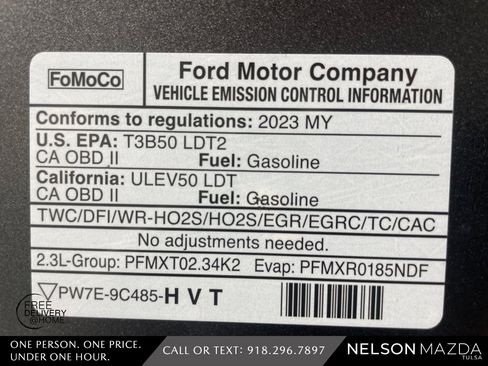 FoMoCo
Ford Motor Company
VEHICLE EMISSION CONTROL INFORMATION
Conforms to regulations: 2023 MY
U.S. EPA: T3B50 LDT2
CA OBD II Fuel: Gasoline
California: ULEV50 LDT
CA OBD II Fuel: Gasoline
TWC/DFI/WR-HO2S/HO2S/EGR/EGRC/TC/CAC
No adjustments needed.
2.3L-Group: PFMXT02.34K2 Evap: PFMXR0185NDF
PW7E-9C485-H V T
FREE
DELIVERY
@HOME
ONE PERSON. ONE PRICE.
UNDER ONE HOUR.
CALL OR TEXT: 918.296.7897
NELSON MAZDA
TULSA